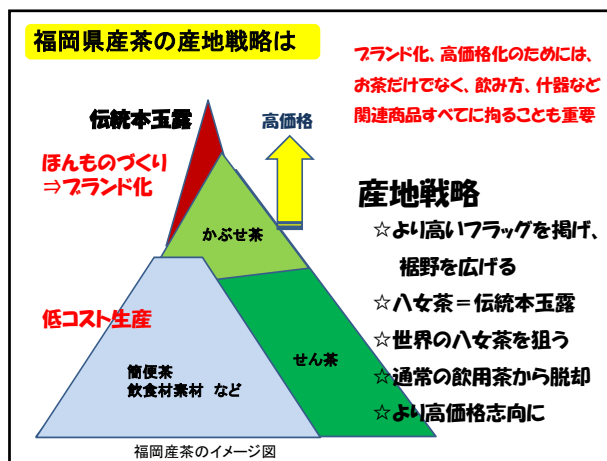 福岡県産茶の産地戦略は
ブランド化、高価格化のためには、
お茶だけでなく、飲み方、什器など
関連商品すべてに拘ることも重要
伝統本玉露
高価格
ほんものづくり
⇒ブランド化
かぶせ茶
産地戦略
☆より高いフラッグを掲げ、
裾野を広げる
☆八女茶＝伝統本玉露
☆世界の八女茶を狙う
☆通常の飲用茶から脱却
☆より高価格志向に
低コスト生産
せん茶
簡便茶
飲食材素材 など
福岡産茶のイメージ図